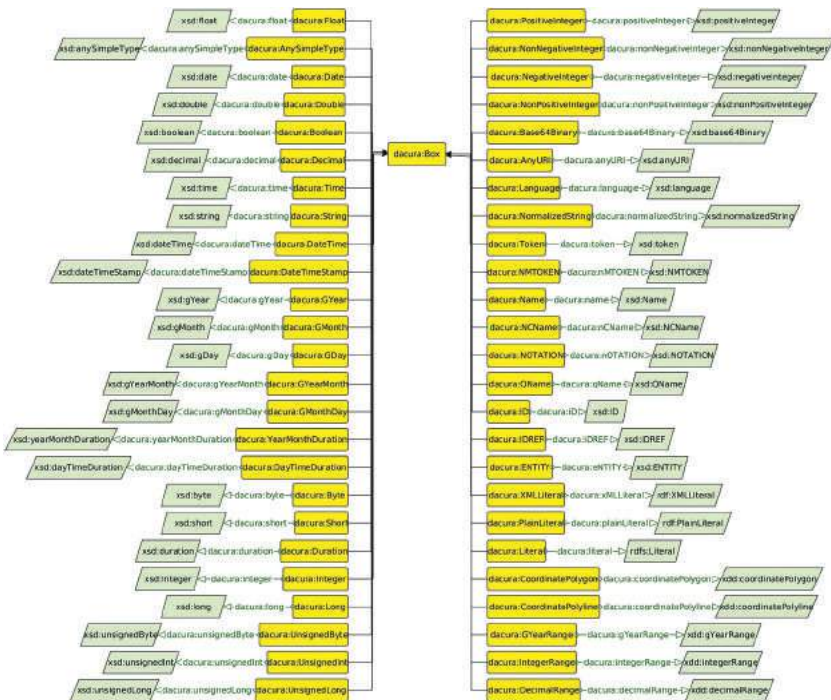 xsd:float dacura:float dacura:Float dacura:PositiveInteger dacura:positiveInteger xsd:positiveInteger
xsd:anySimpleType dacura:anySimpleType dacura:AnySimpleType dacura:NonNegativeInteger dacura:nonNegativeInteger xsd:nonNegativeInteger
xsd:date dacura:date dacura:Date dacura:NegativeInteger dacura:negativeInteger xsd:negativeInteger
xsd:double dacura:double dacura:Double dacura:NonPositiveInteger dacura:nonPositiveInteger xsd:nonPositiveInteger
xsd:boolean dacura:boolean dacura:Boolean dacura:Base64Binary dacura:base64Binary xsd:base64Binary
dacura:Box
xsd:decimal dacura:decimal dacura:Decimal dacura:AnyURI dacura:anyURI xsd:anyURI
xsd:time dacura:time dacura:Time dacura:Language dacura:language xsd:language
xsd:string dacura:string dacura:String dacura:NormalizedString dacura:normalizedString xsd:normalizedString
xsd:dateTime dacura:dateTime dacura:DateTime dacura:Token dacura:token xsd:token
xsd:dateTimeStamp dacura:dateTimeStamp dacura:DateTimeStamp dacura:NMTOKEN dacura:nMTOKEN xsd:NMTOKEN
xsd:gYear dacura:gYear dacura:GYear dacura:Name dacura:name xsd:Name
xsd:gMonth dacura:gMonth dacura:GMonth dacura:NCName dacura:nCName xsd:NCName
xsd:gDay dacura:gDay dacura:GDay dacura:NOTATION dacura:nOTATION xsd:NOTATION
xsd:gYearMonth dacura:gYearMonth dacura:GYearMonth dacura:QName dacura:qName xsd:QName
xsd:gMonthDay dacura:gMonthDay dacura:GMonthDay dacura:ID dacura:iD xsd:ID
xsd:yearMonthDuration dacura:yearMonthDuration dacura:YearMonthDuration dacura:IDREF dacura:iDREF xsd:IDREF
xsd:dayTimeDuration dacura:dayTimeDuration dacura:DayTimeDuration dacura:ENTITY dacura:eNTITY xsd:ENTITY
xsd:byte dacura:byte dacura:Byte dacura:XMLLiteral dacura:xMLLiteral rdf:XMLLiteral
xsd:short dacura:short dacura:Short dacura:PlainLiteral dacura:plainLiteral rdf:PlainLiteral
xsd:duration dacura:duration dacura:Duration dacura:Literal dacura:literal rdfs:Literal
xsd:integer dacura:integer dacura:Integer dacura:CoordinatePolygon dacura:coordinatePolygon xdd:coordinatePolygon
xsd:long dacura:long dacura:Long dacura:CoordinatePolyline dacura:coordinatePolyline xdd:coordinatePolyline
xsd:unsignedByte dacura:unsignedByte dacura:UnsignedByte dacura:GYearRange dacura:gYearRange xdd:gYearRange
xsd:unsignedInt dacura:unsignedInt dacura:UnsignedInt dacura:IntegerRange dacura:integerRange xdd:integerRange
xsd:unsignedLong dacura:unsignedLong dacura:UnsignedLong dacura:DecimalRange dacura:decimalRange xdd:decimalRange